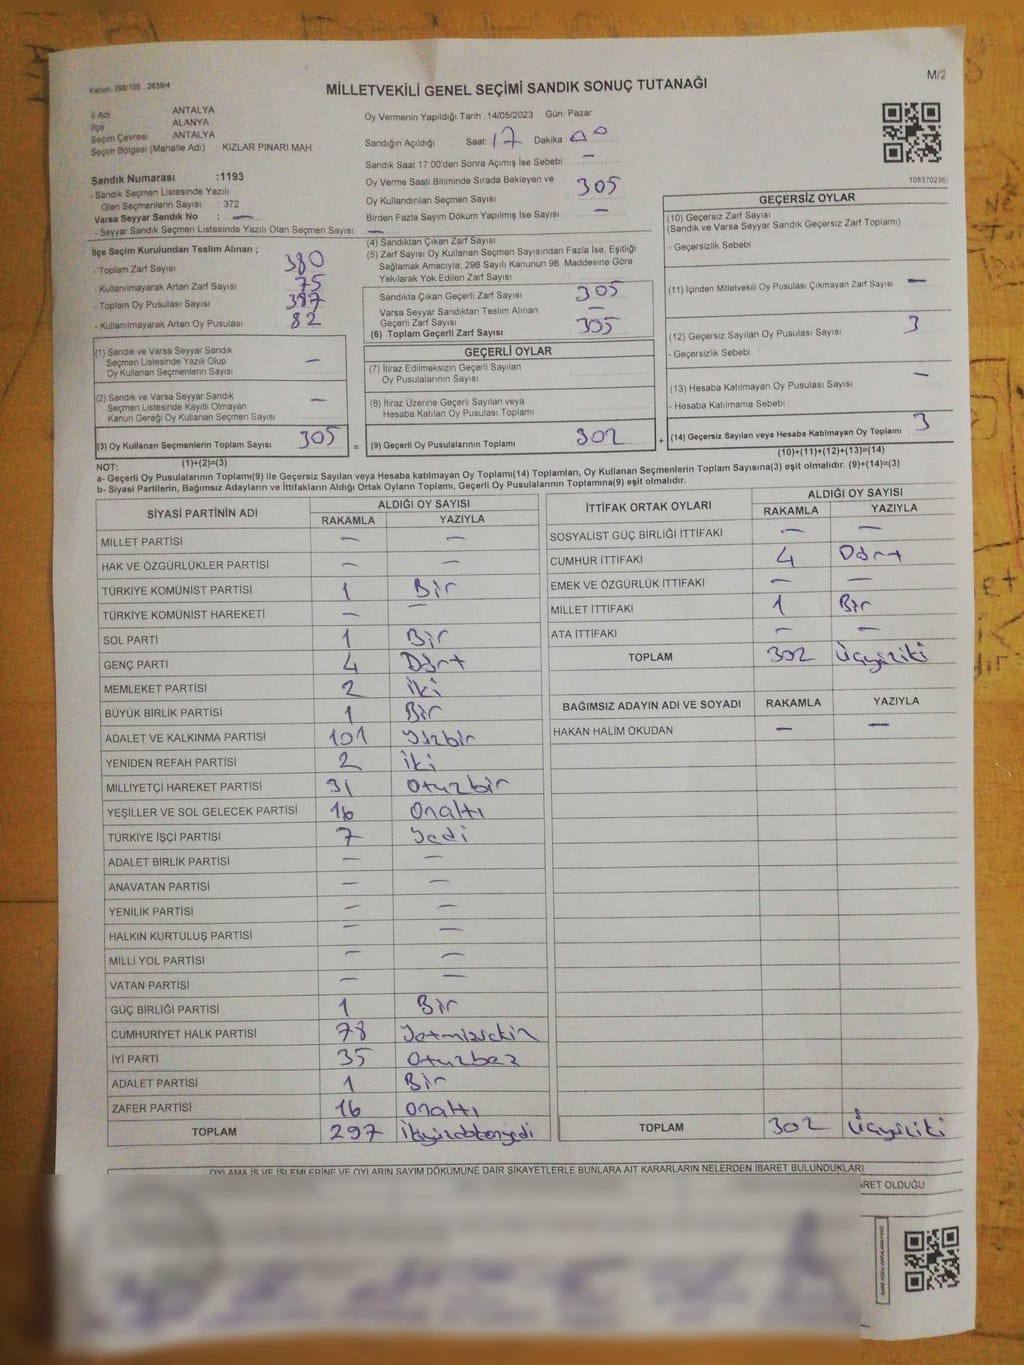 Kanun. 298/105 . 2839/4
M/2
MİLLETVEKİLİ GENEL SEÇİMİ SANDIK SONUÇ TUTANAĞI
İl Adı ANTALYA
İlçe ALANYA
Seçim Çevresi ANTALYA
Seçim Bölgesi (Mahalle Adı) KIZLAR PINARI MAH
Sandık Numarası :1193
- Sandık Seçmen Listesinde Yazılı
Olan Seçmenlerin Sayısı : 372
Varsa Seyyar Sandık No : —
- Seyyar Sandık Seçmen Listesinde Yazılı Olan Seçmen Sayısı: —
Oy Vermenin Yapıldığı Tarih : 14/05/2023 Gün: Pazar
Sandığın Açıldığı Saat: 17 Dakika 00
Sandık Saat 17:00'den Sonra Açımış İse Sebebi —
Oy Verme Saati Bitiminde Sırada Bekleyen ve
Oy Kullandırılan Seçmen Sayısı 305
Birden Fazla Sayım Döküm Yapılmış İse Sayısı —
108370236
İlçe Seçim Kurulundan Teslim Alınan ;
- Toplam Zarf Sayısı 380
- Kullanılmayarak Artan Zarf Sayısı 75
- Toplam Oy Pusulası Sayısı
- Kullanılmayarak Artan Oy Pusulası 82
(1) Sandık ve Varsa Seyyar Sandık
Seçmen Listesinde Yazılı Olup
Oy Kullanan Seçmenlerin Sayısı —
(2) Sandık ve Varsa Seyyar Sandık
Seçmen Listesinde Kayıtlı Olmayan
Kanun Gereği Oy Kullanan Seçmen Sayısı —
(3) Oy Kullanan Seçmenlerin Toplam Sayısı 305 =
(1)+(2)=(3)
(4) Sandıktan Çıkan Zarf Sayısı
(5) Zarf Sayısı Oy Kullanan Seçmen Sayısından Fazla İse, Eşitliği
Sağlamak Amacıyla, 298 Sayılı Kanunun 98. Maddesine Göre
Yakılarak Yok Edilen Zarf Sayısı
Sandıkta Çıkan Geçerli Zarf Sayısı 305
Varsa Seyyar Sandıktan Teslim Alınan
Geçerli Zarf Sayısı —
(6) Toplam Geçerli Zarf Sayısı 305
GEÇERLİ OYLAR
(7) İtiraz Edilmeksizin Geçerli Sayılan
Oy Pusulalarının Sayısı
(8) İtiraz Üzerine Geçerli Sayılan veya
Hesaba Katılan Oy Pusulası Toplamı
(9) Geçerli Oy Pusulalarının Toplamı 302 +
GEÇERSİZ OYLAR
(10) Geçersiz Zarf Sayısı
(Sandık ve Varsa Seyyar Sandık Geçersiz Zarf Toplamı)
- Geçersizlik Sebebi
(11) İçinden Milletvekili Oy Pusulası Çıkmayan Zarf Sayısı —
(12) Geçersiz Sayılan Oy Pusulası Sayısı 3
- Geçersizlik Sebebi :
(13) Hesaba Katılmayan Oy Pusulası Sayısı —
- Hesaba Katılmama Sebebi
(14) Geçersiz Sayılan veya Hesaba Katılmayan Oy Toplamı 3
(10)+(11)+(12)+(13)=(14)
NOT:
a- Geçerli Oy Pusulalarının Toplamı(9) ile Geçersiz Sayılan veya Hesaba katılmayan Oy Toplamı(14) Toplamları, Oy Kullanan Seçmenlerin Toplam Sayısına(3) eşit olmalıdır. (9)+(14)=(3)
b- Siyasi Partilerin, Bağımsız Adayların ve İttifakların Aldığı Ortak Oyların Toplamı, Geçerli Oy Pusulalarının Toplamına(9) eşit olmalıdır.
SİYASİ PARTİNİN ADI ALDIĞI OY SAYISI
RAKAMLA YAZIYLA
MİLLET PARTİSİ — —
HAK VE ÖZGÜRLÜKLER PARTİSİ — —
TÜRKİYE KOMÜNİST PARTİSİ 1 Bir
TÜRKİYE KOMÜNİST HAREKETİ — —
SOL PARTİ 1 Bir
GENÇ PARTİ 4 Dört
MEMLEKET PARTİSİ 2 iki
BÜYÜK BİRLİK PARTİSİ 1 Bir
ADALET VE KALKINMA PARTİSİ 101 Yüzbir
YENİDEN REFAH PARTİSİ 2 iki
MİLLİYETÇİ HAREKET PARTİSİ 31 Otuzbir
YEŞİLLER VE SOL GELECEK PARTİSİ 16 Onaltı
TÜRKİYE İŞÇİ PARTİSİ 7 Yedi
ADALET BİRLİK PARTİSİ — —
ANAVATAN PARTİSİ — —
YENİLİK PARTİSİ — —
HALKIN KURTULUŞ PARTİSİ — —
MİLLİ YOL PARTİSİ — —
VATAN PARTİSİ — —
GÜÇ BİRLİĞİ PARTİSİ 1 Bir
CUMHURİYET HALK PARTİSİ 78 Yetmişsekiz
İYİ PARTİ 35 Otuzbeş
ADALET PARTİSİ 1 Bir
ZAFER PARTİSİ 16 Onaltı
TOPLAM 297 İkiyüzdoksanyedi
İTTİFAK ORTAK OYLARI ALDIĞI OY SAYISI
RAKAMLA YAZIYLA
SOSYALİST GÜÇ BİRLİĞİ İTTİFAKI — —
CUMHUR İTTİFAKI 4 Dört
EMEK VE ÖZGÜRLÜK İTTİFAKI — —
MİLLET İTTİFAKI 1 Bir
ATA İTTİFAKI — —
TOPLAM 302 Üçyüziki
BAĞIMSIZ ADAYIN ADI VE SOYADI RAKAMLA YAZIYLA
HAKAN HALİM OKUDAN — —
TOPLAM 302 Üçyüziki
OYLAMA İŞ VE İŞLEMLERİNE VE OYLARIN SAYIM DÖKÜMÜNE DAİR ŞİKAYETLERLE BUNLARA AİT KARARLARIN NELERDEN İBARET BULUNDUKLARI
RET OLDUĞU